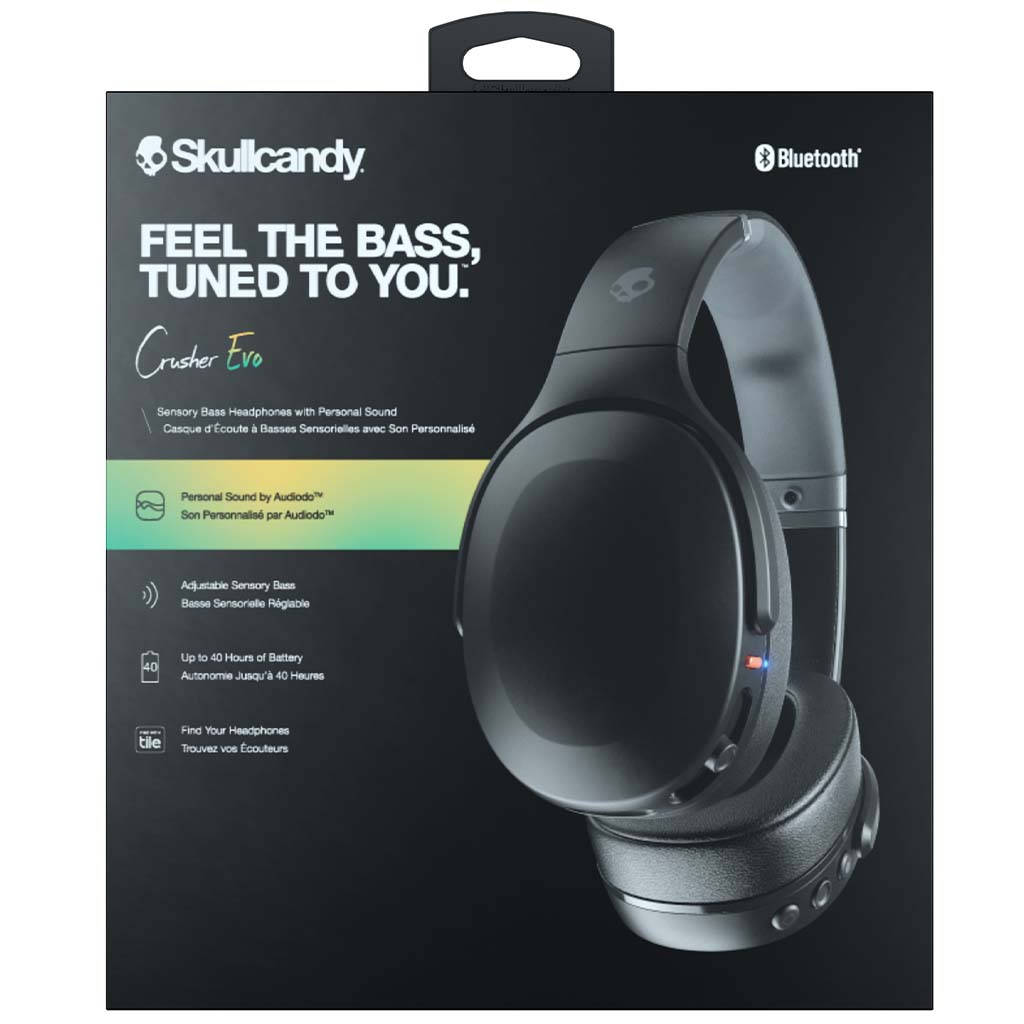 Skullcandy.
Bluetooth®
FEEL THE BASS,
TUNED TO YOU.™
Crusher Evo
Sensory Bass Headphones with Personal Sound
Casque d'Écoute à Basses Sensorielles avec Son Personnalisé
Personal Sound by Audiodo™
Son Personnalisé par Audiodo™
Adjustable Sensory Bass
Basse Sensorielle Réglable
40
Up to 40 Hours of Battery
Autonomie Jusqu'à 40 Heures
tile
Find Your Headphones
Trouvez vos Écouteurs